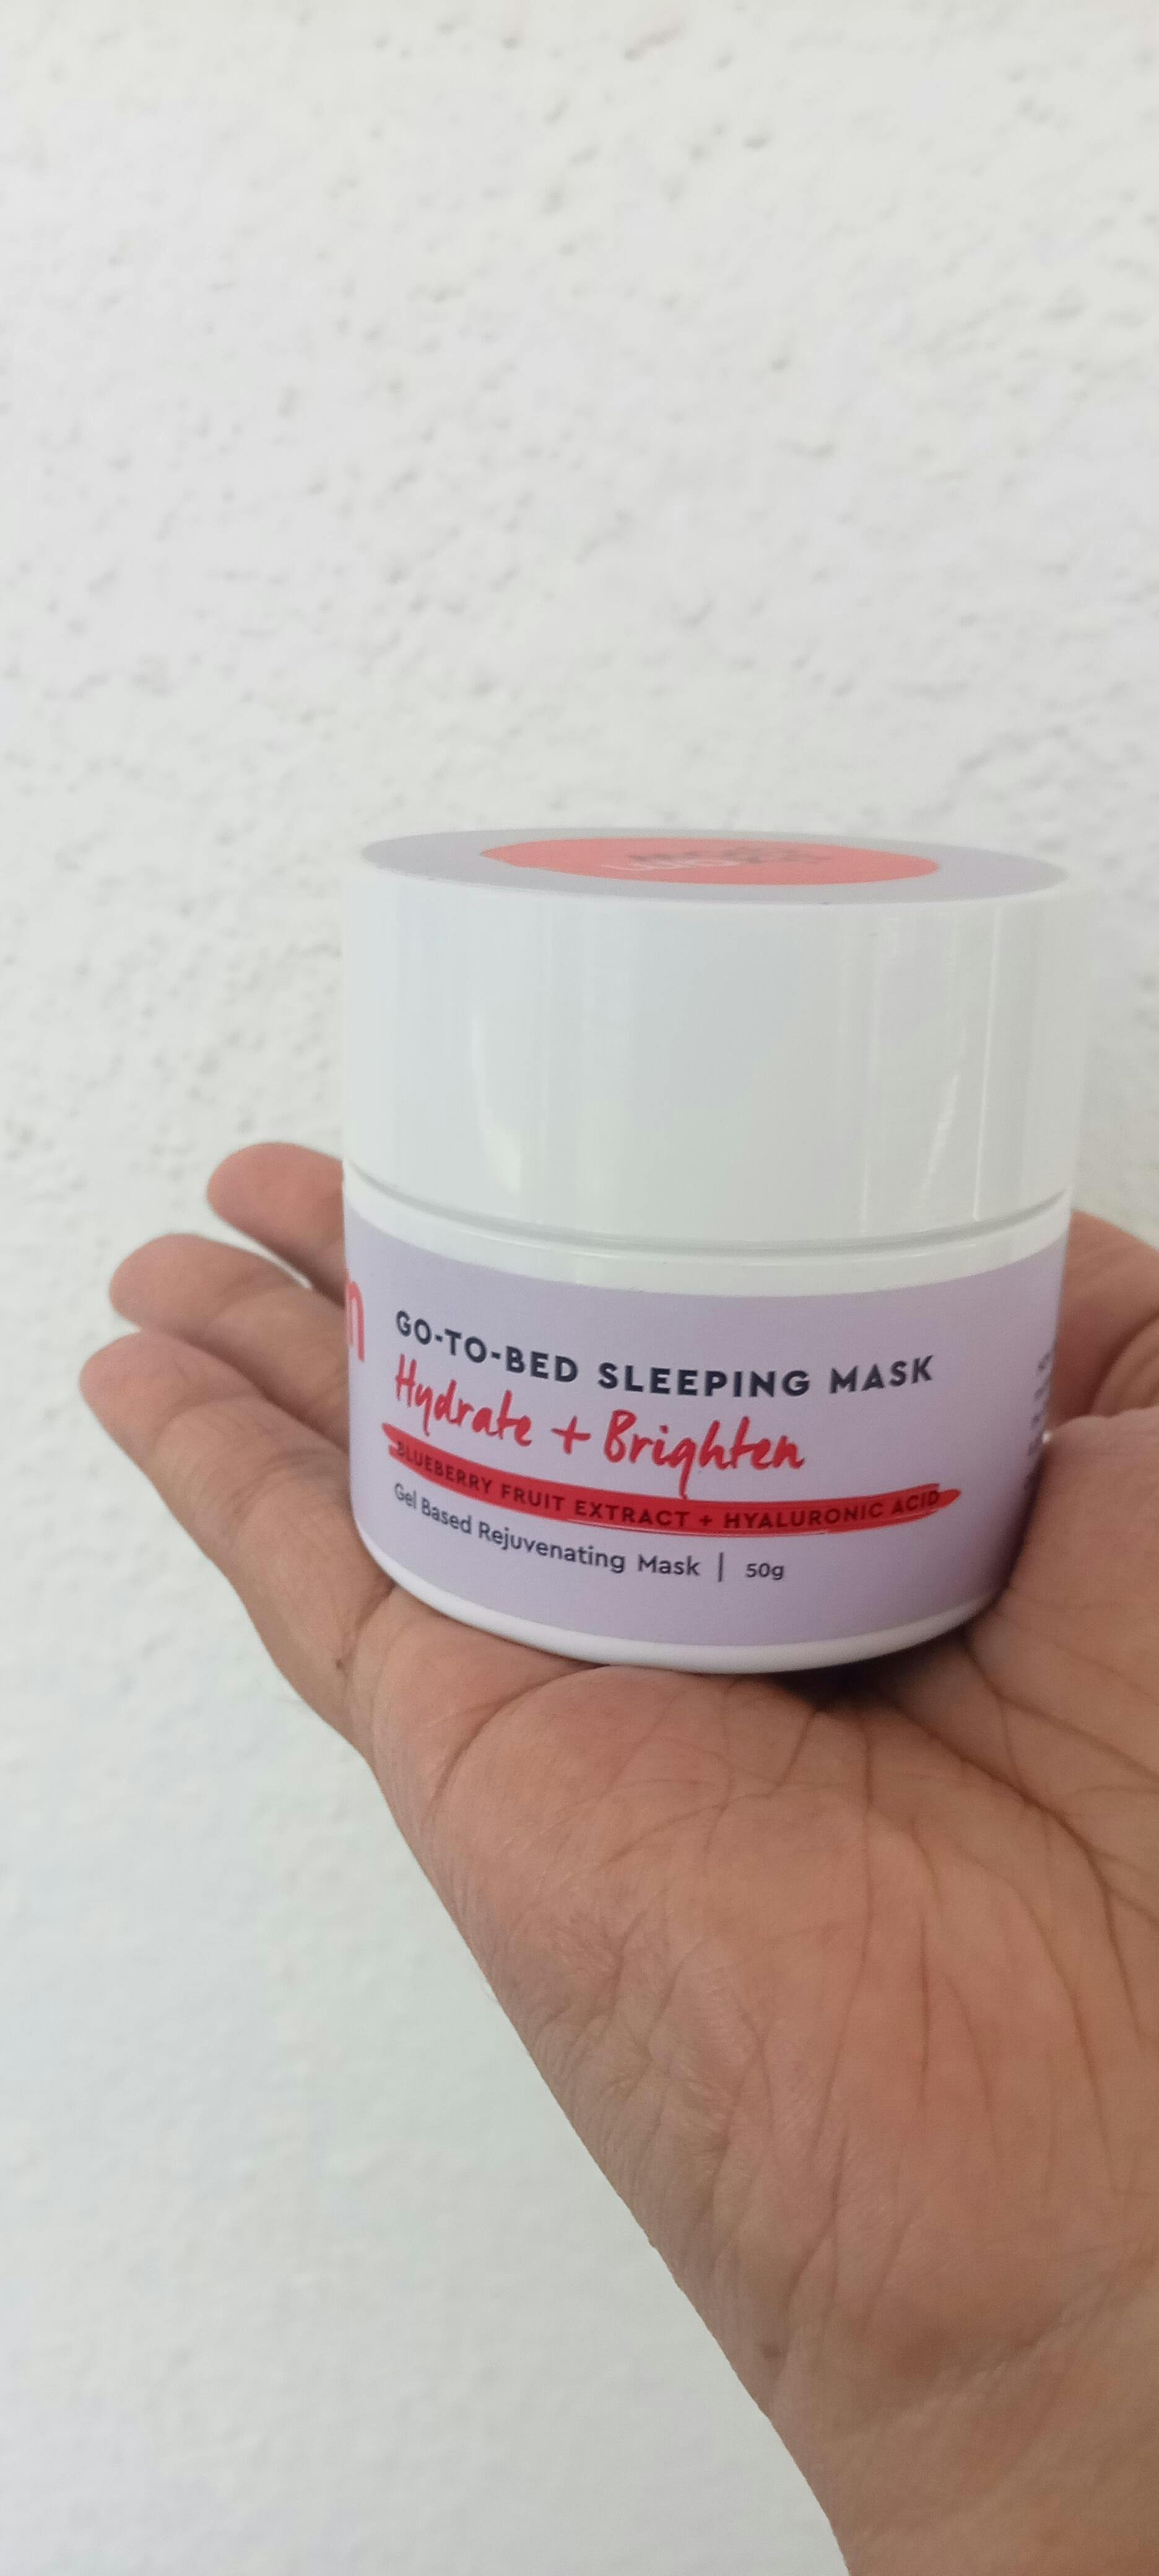 GO-TO-BED SLEEPING MASK
Hydrate + Brighten
BLUEBERRY FRUIT EXTRACT + HYALURONIC ACID
Gel Based Rejuvenating Mask | 50g